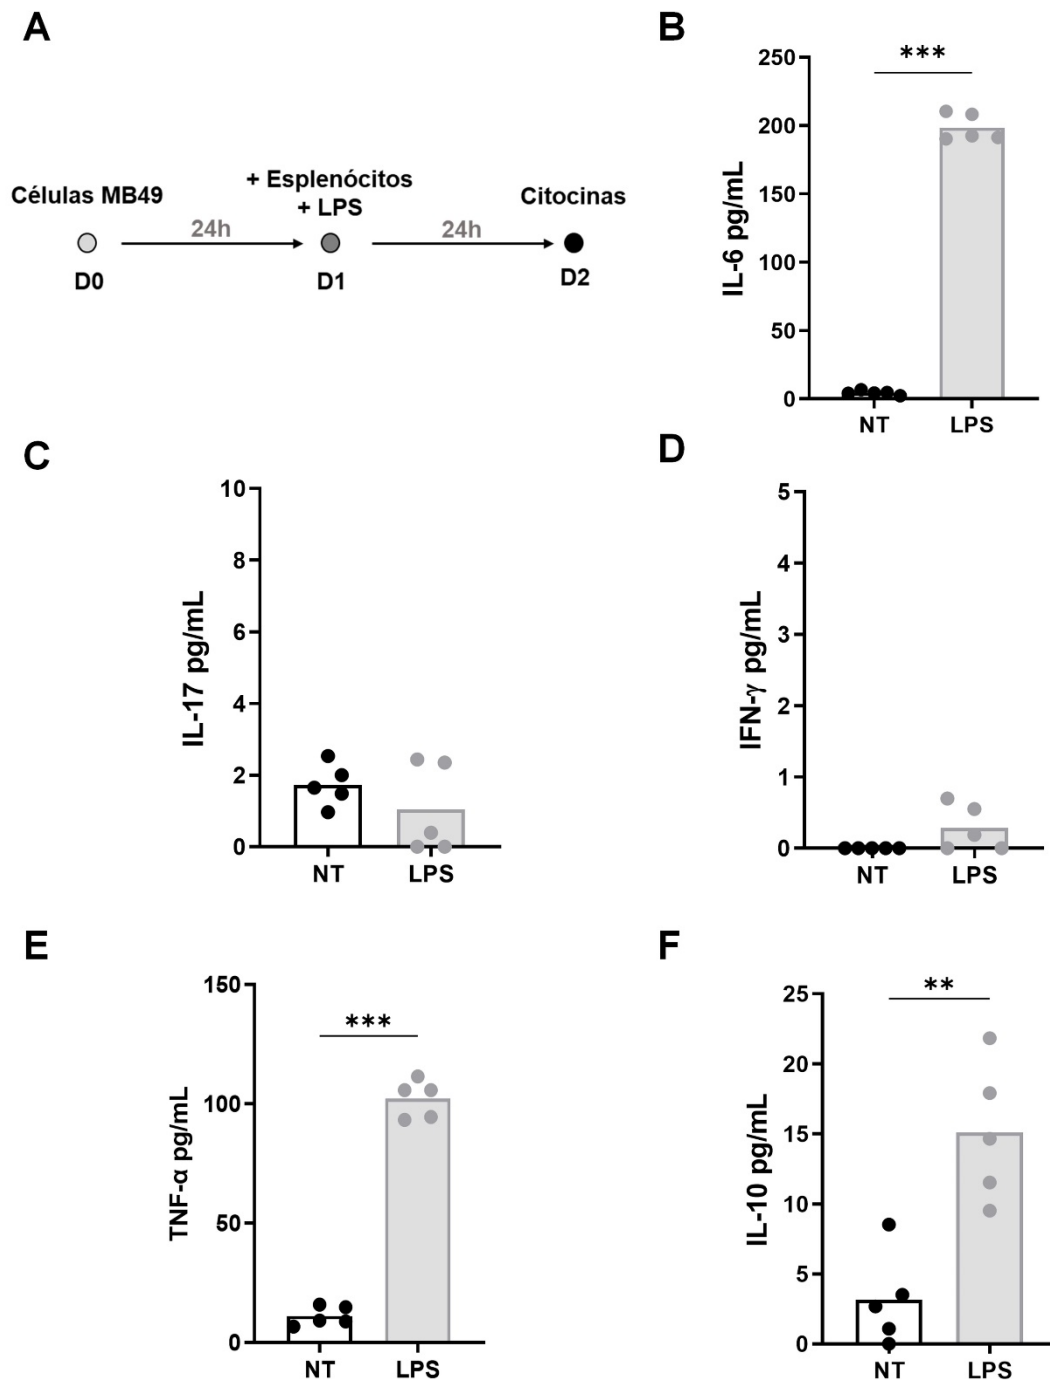 A
Células MB49
24h
+ Esplenócitos
+ LPS
24h
Citocinas
D0
D1
D2
B
***
250
200
150
100
50
0
IL-6 pg/mL
NT
LPS
C
10
8
6
4
2
0
IL-17 pg/mL
NT
LPS
D
5
4
3
2
1
0
IFN-γ pg/mL
NT
LPS
E
***
150
100
50
0
TNF-α pg/mL
NT
LPS
F
**
25
20
15
10
5
0
IL-10 pg/mL
NT
LPS